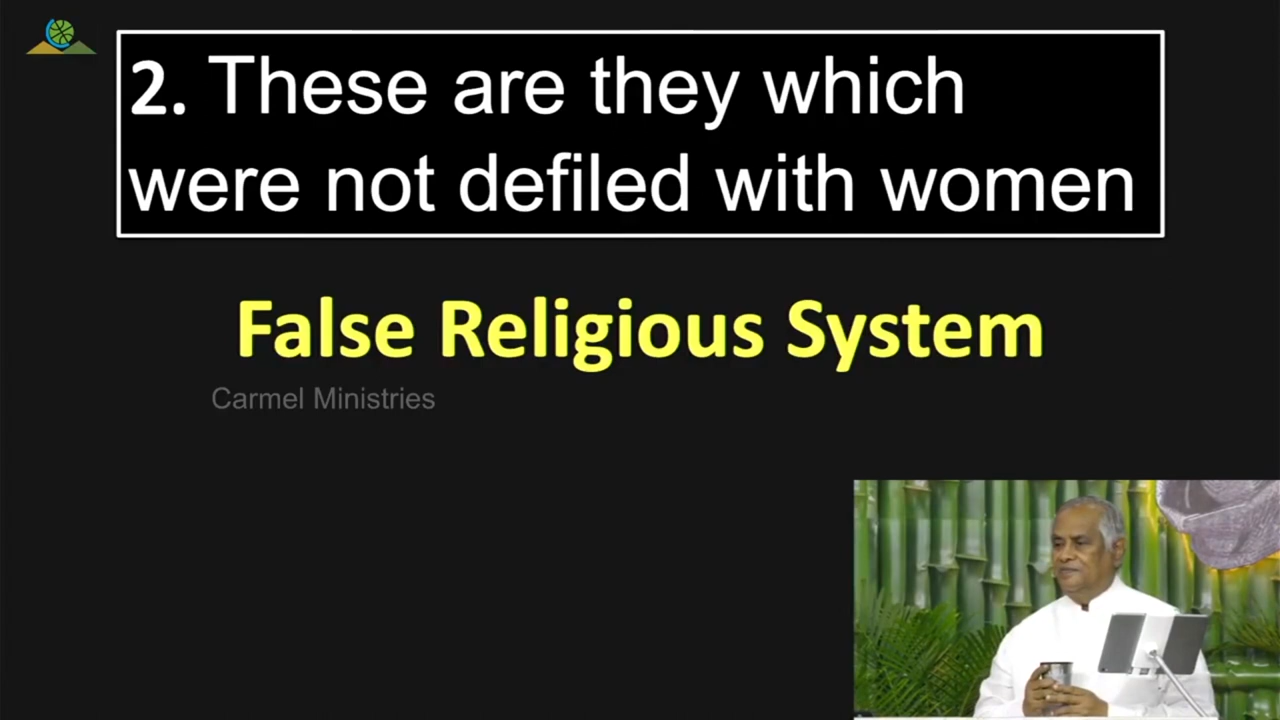 2. These are they which
were not defiled with women
False Religious System
Carmel Ministries